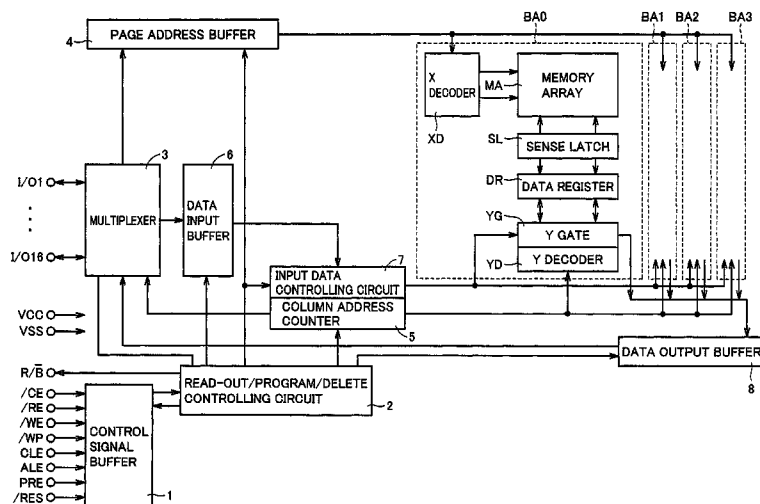 BA0
BA1
BA2
BA3
PAGE ADDRESS BUFFER
4
X
DECODER
XD
MA
MEMORY
ARRAY
SL
SENSE LATCH
DR
DATA REGISTER
YG
Y GATE
YD
Y DECODER
3
6
I/O1
I/O16
MULTIPLEXER
DATA
INPUT
BUFFER
7
INPUT DATA
CONTROLLING CIRCUIT
COLUMN ADDRESS
COUNTER
5
VCC
VSS
DATA OUTPUT BUFFER
8
R/B̅
READ-OUT/PROGRAM/DELETE
CONTROLLING CIRCUIT
2
/CE
/RE
/WE
/WP
CLE
ALE
PRE
/RES
CONTROL
SIGNAL
BUFFER
1